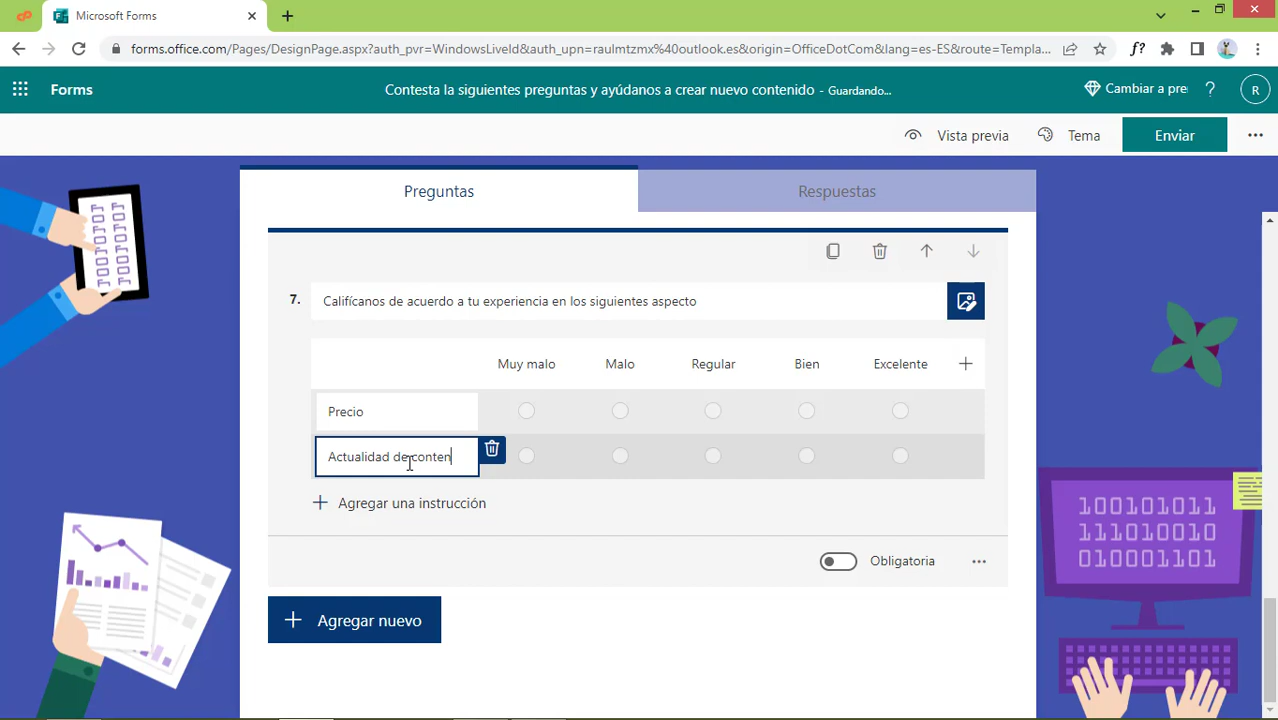 Microsoft Forms
forms.office.com/Pages/DesignPage.aspx?auth_pvr=WindowsLiveId&auth_upn=raulmtzmx%40outlook.es&origin=OfficeDotCom&lang=es-ES&route=Templa...
f?
Forms
Contesta la siguientes preguntas y ayúdanos a crear nuevo contenido - Guardando...
Cambiar a pre
?
R
Vista previa
Tema
Enviar
Preguntas
Respuestas
7.
Califícanos de acuerdo a tu experiencia en los siguientes aspecto
Muy malo
Malo
Regular
Bien
Excelente
Precio
Actualidad de conten
Agregar una instrucción
Obligatoria
Agregar nuevo
100101011
111010010
010001101